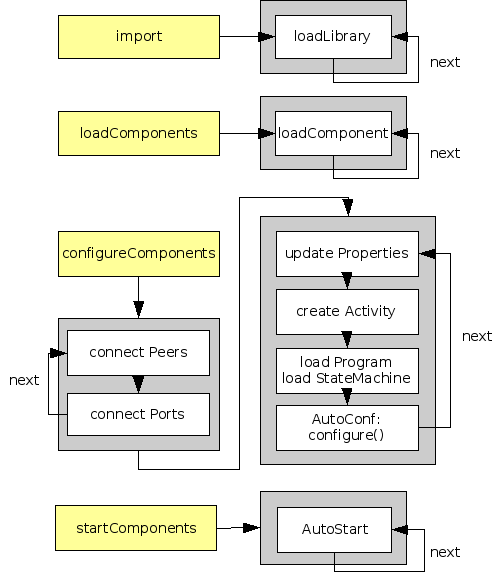 import
loadLibrary
next
loadComponents
loadComponent
next
configureComponents
connect Peers
connect Ports
next
update Properties
create Activity
load Program
load StateMachine
AutoConf:
configure()
next
startComponents
AutoStart
next